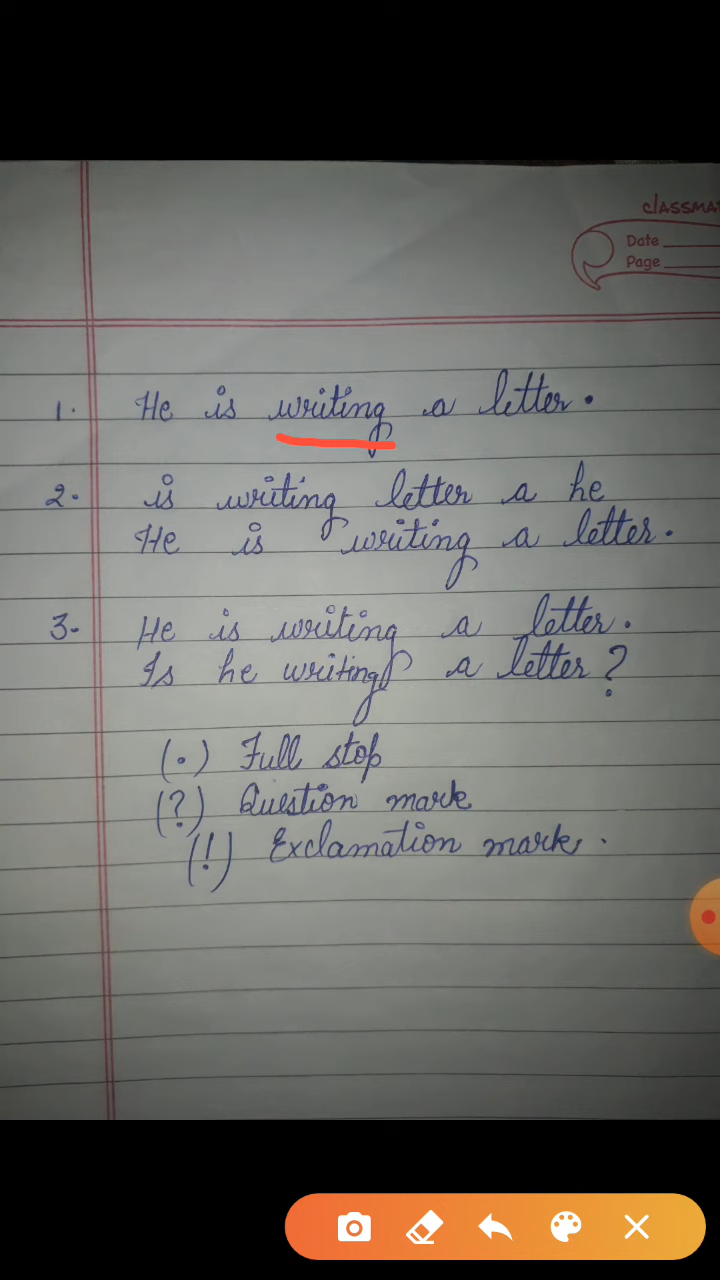 classma
Date
Page
1. He is writing a letter.
2. is writing letter a he
He is writing a letter.
3. He is writing a letter.
Is he writing a letter?
(.) Full stop
(?) Question mark
(!) Exclamation mark.